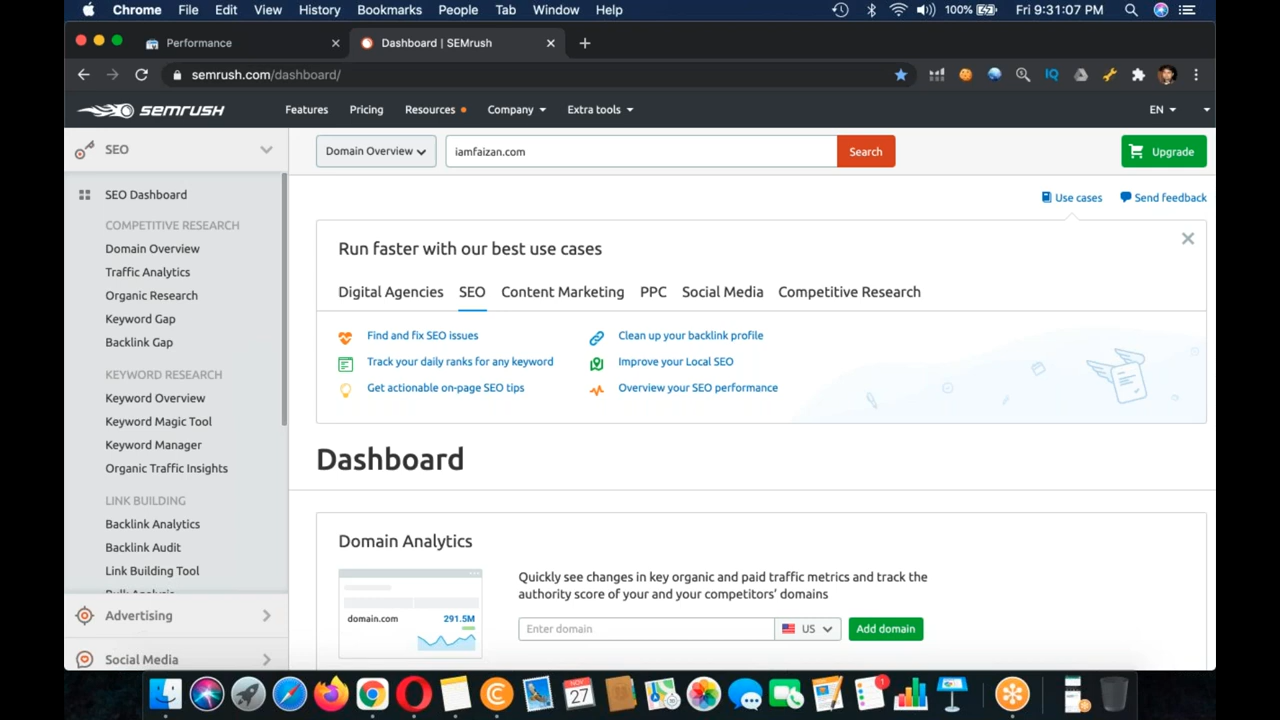 Chrome File Edit View History Bookmarks People Tab Window Help 100% Fri 9:31:07 PM
Performance Dashboard | SEMrush
semrush.com/dashboard/
IQ
SEMRUSH Features Pricing Resources Company Extra tools EN
SEO Domain Overview iamfaizan.com Search Upgrade
SEO Dashboard
Use cases Send feedback
COMPETITIVE RESEARCH
Domain Overview
Traffic Analytics
Organic Research
Keyword Gap
Backlink Gap
KEYWORD RESEARCH
Keyword Overview
Keyword Magic Tool
Keyword Manager
Organic Traffic Insights
LINK BUILDING
Backlink Analytics
Backlink Audit
Link Building Tool
Advertising
Social Media
Run faster with our best use cases
Digital Agencies SEO Content Marketing PPC Social Media Competitive Research
Find and fix SEO issues Clean up your backlink profile
Track your daily ranks for any keyword Improve your Local SEO
Get actionable on-page SEO tips Overview your SEO performance
Dashboard
Domain Analytics
Quickly see changes in key organic and paid traffic metrics and track the
authority score of your and your competitors' domains
domain.com 291.5M
Enter domain US Add domain
NOV
27
1